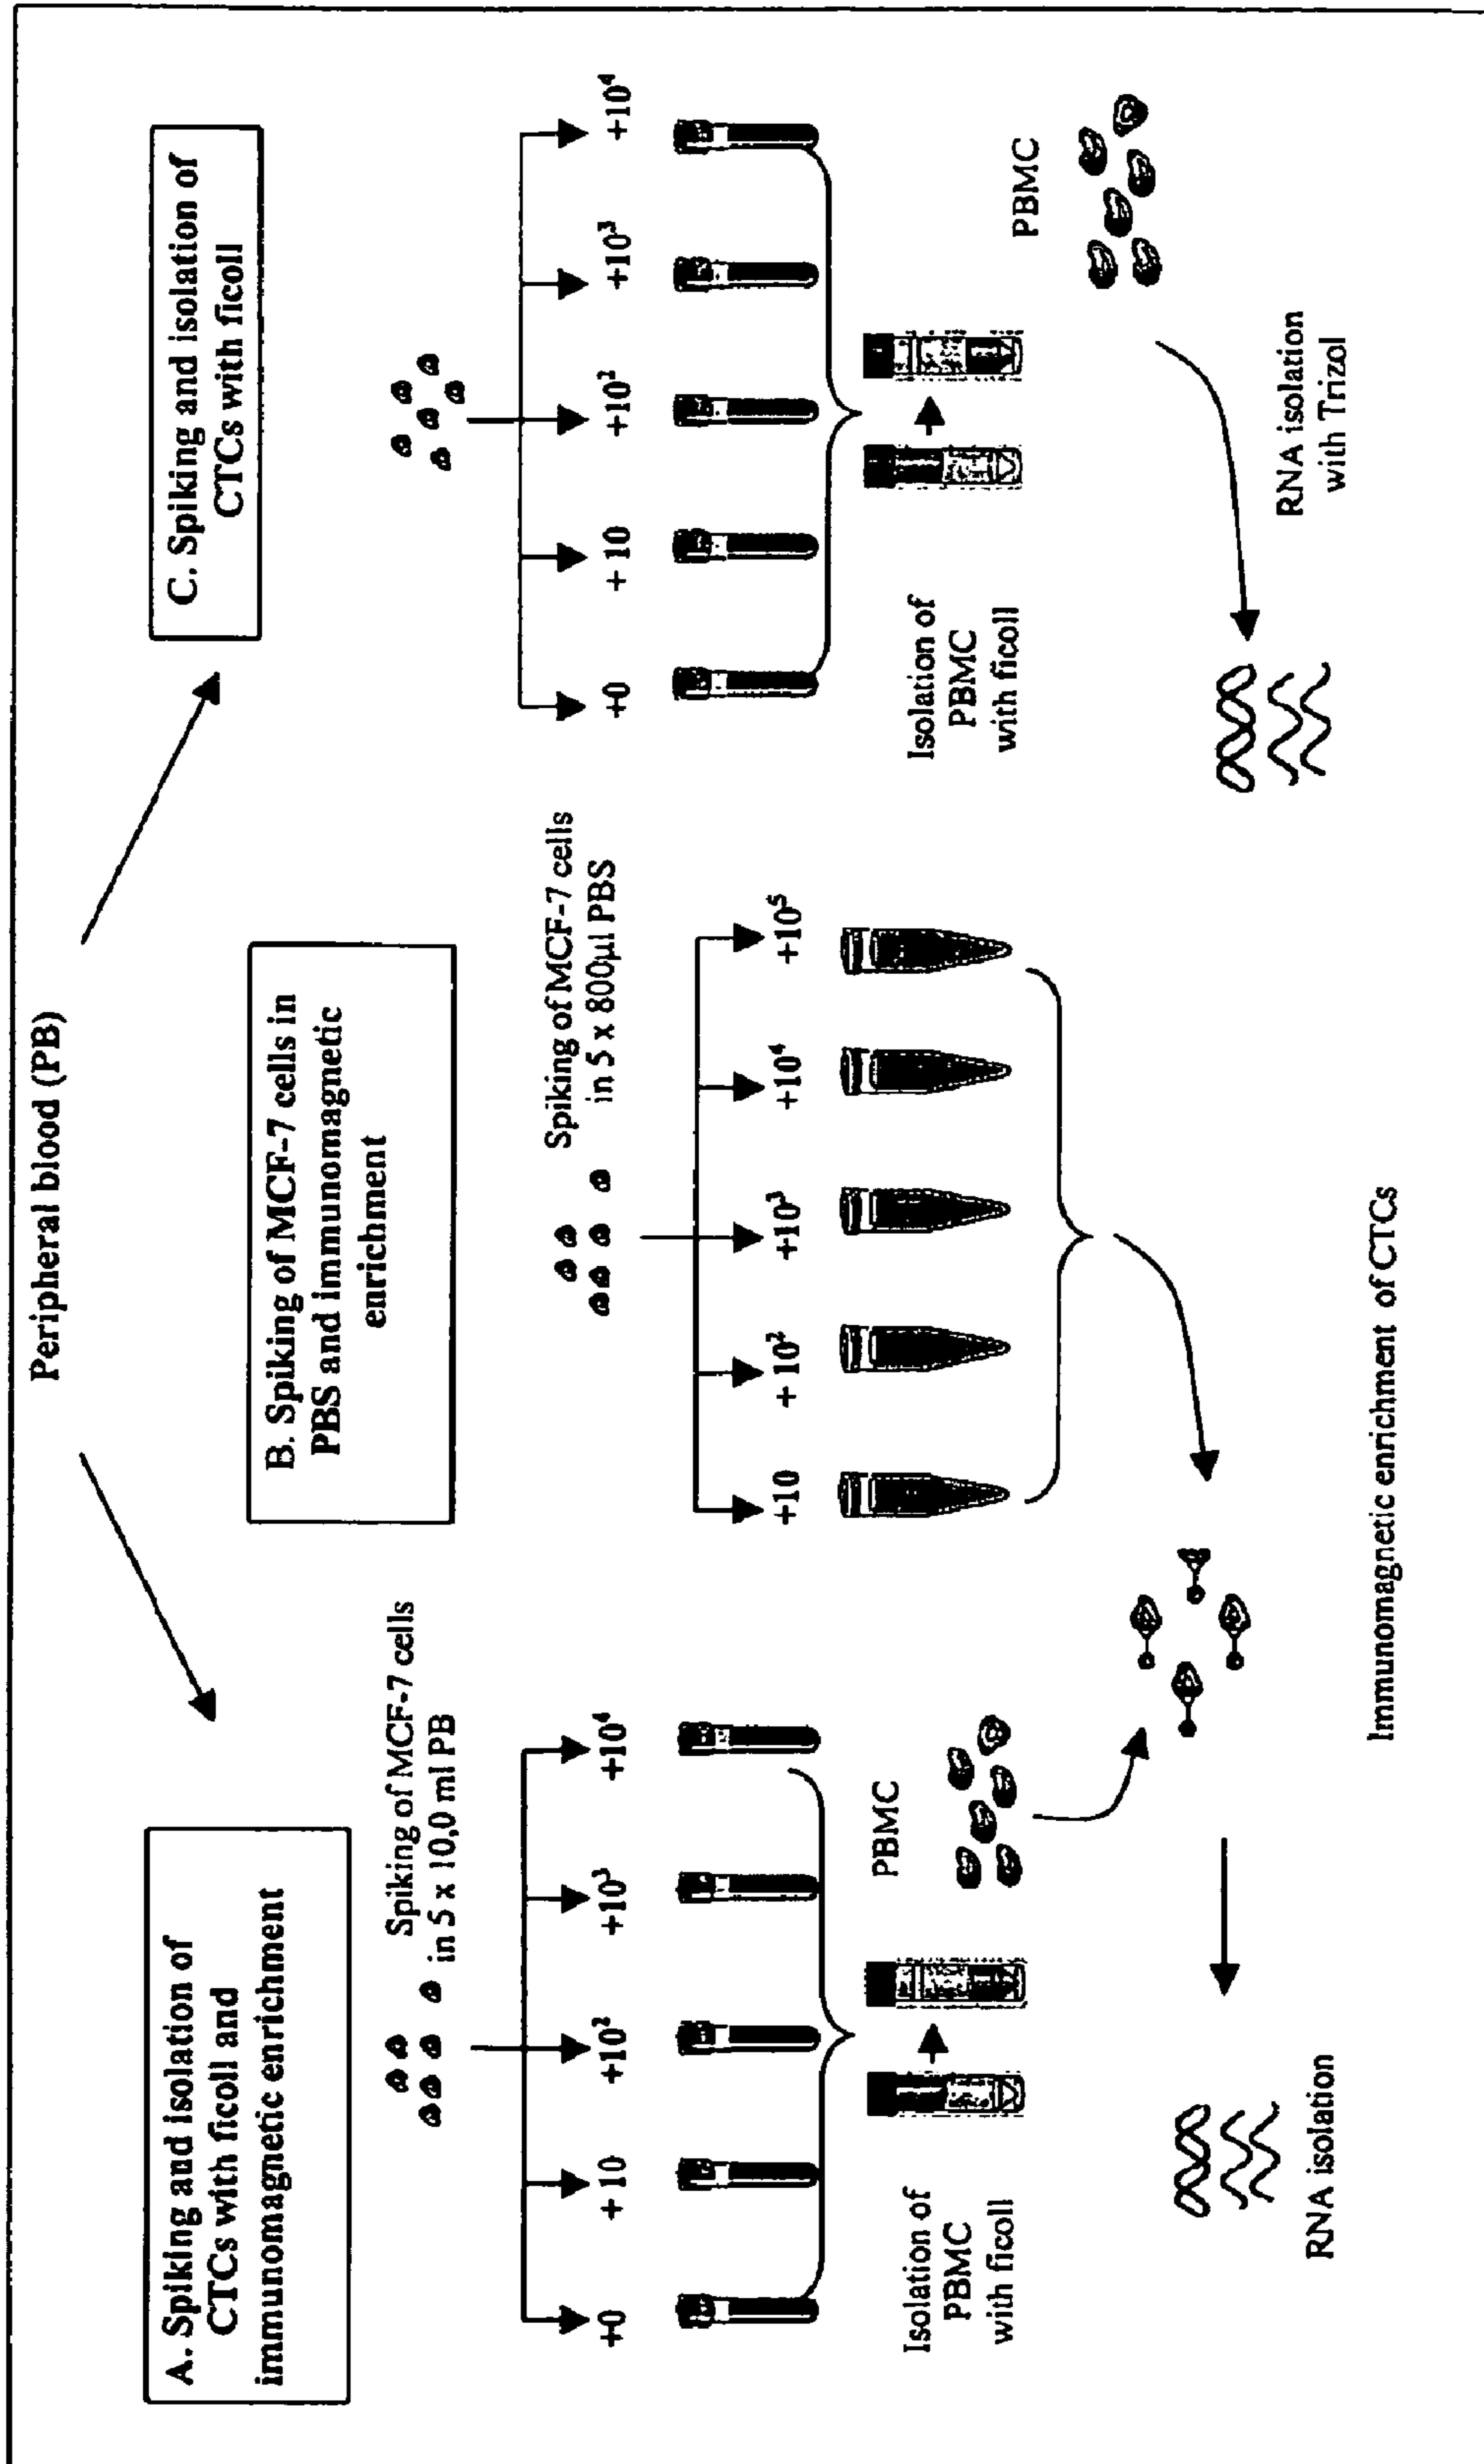 Peripheral blood (PB)
A. Spiking and isolation of
CTCs with ficoll and
immunomagnetic enrichment
Spiking of MCF-7 cells
in 5 x 10,0 ml PB
+0
+ 10
+10²
+10³
+10⁴
Isolation of
PBMC
with ficoll
PBMC
RNA isolation
B. Spiking of MCF-7 cells in
PBS and immunomagnetic
enrichment
Spiking of MCF-7 cells
in 5 x 800µl PBS
+10
+ 10²
+10³
+10⁴
+10⁵
Immunomagnetic enrichment of CTCs
C. Spiking and isolation of
CTCs with ficoll
+0
+ 10
+10²
+10³
+10⁴
Isolation of
PBMC
with ficoll
PBMC
RNA isolation
with Trizol